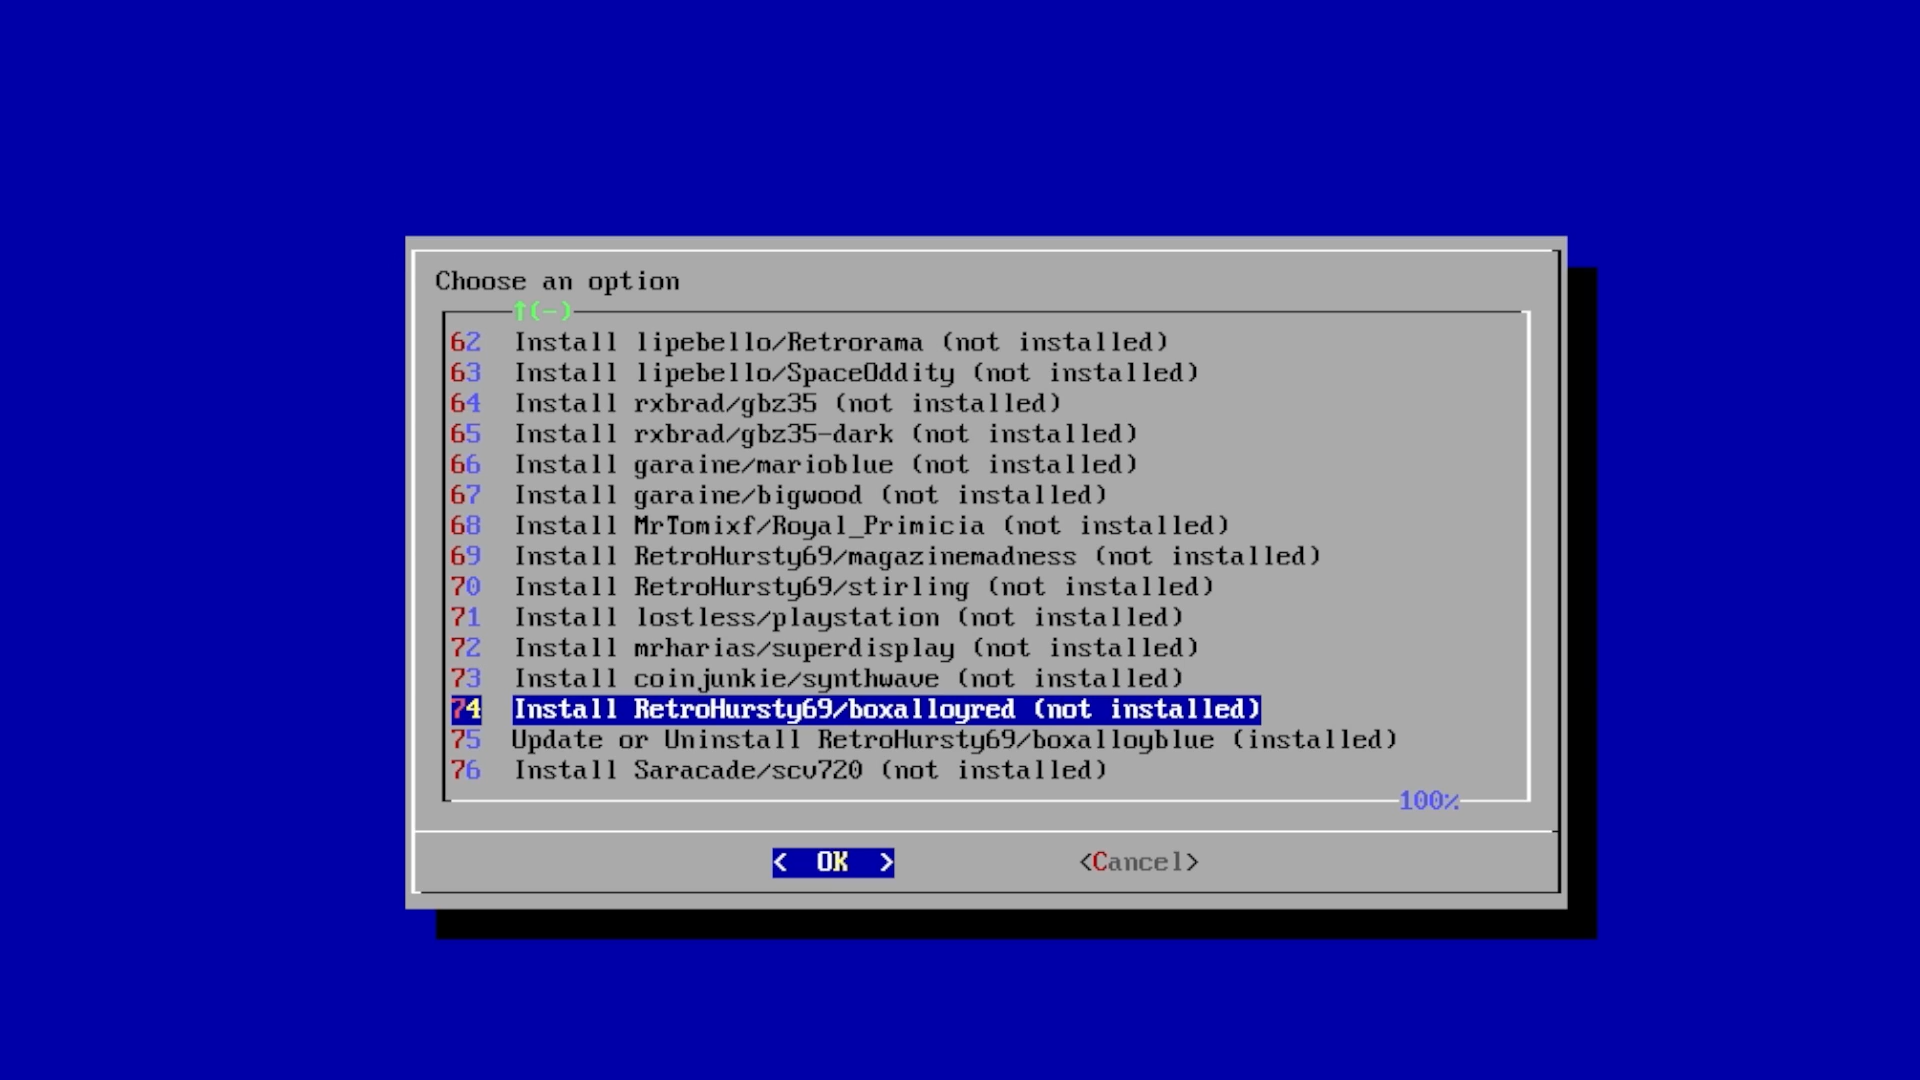 Choose an option
↑(-)
62 Install lipebello/Retrorama (not installed)
63 Install lipebello/SpaceOddity (not installed)
64 Install rxbrad/gbz35 (not installed)
65 Install rxbrad/gbz35-dark (not installed)
66 Install garaine/marioblue (not installed)
67 Install garaine/bigwood (not installed)
68 Install MrTomixf/Royal_Primicia (not installed)
69 Install RetroHursty69/magazinemadness (not installed)
70 Install RetroHursty69/stirling (not installed)
71 Install lostless/playstation (not installed)
72 Install mrharias/superdisplay (not installed)
73 Install coinjunkie/synthwave (not installed)
74 Install RetroHursty69/boxalloyred (not installed)
75 Update or Uninstall RetroHursty69/boxalloyblue (installed)
76 Install Saracade/scv720 (not installed)
100%
< OK > <Cancel>